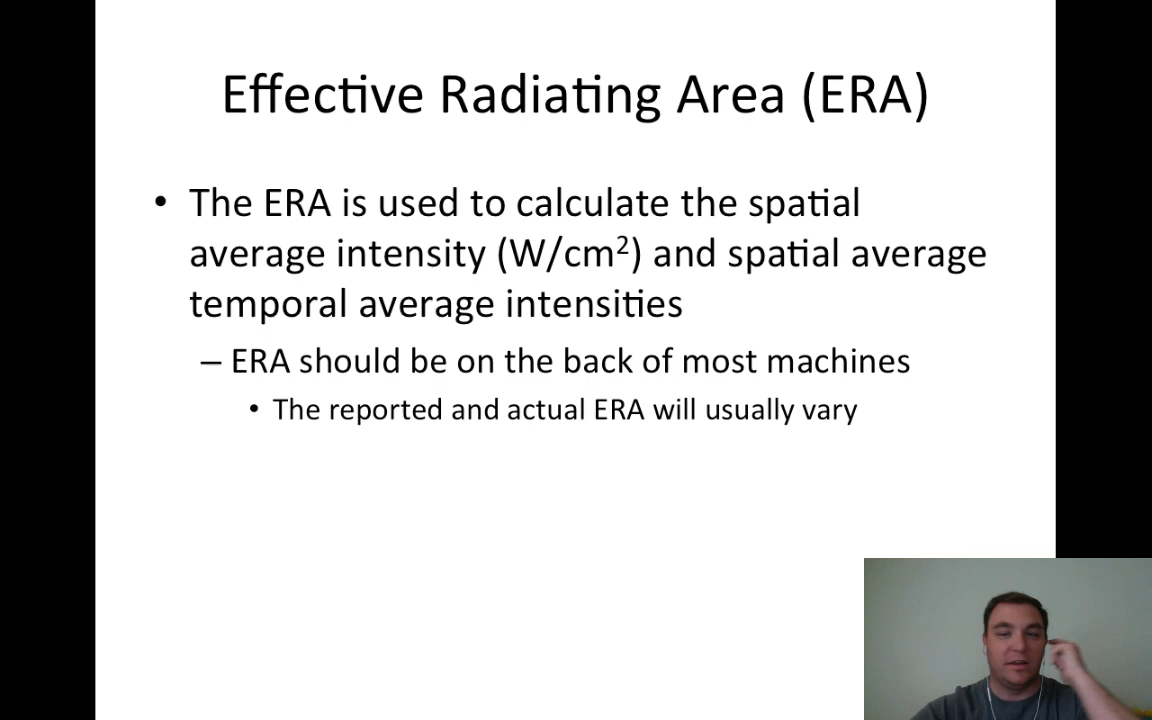 Effective Radiating Area (ERA)
• The ERA is used to calculate the spatial
average intensity (W/cm²) and spatial average
temporal average intensities
– ERA should be on the back of most machines
• The reported and actual ERA will usually vary